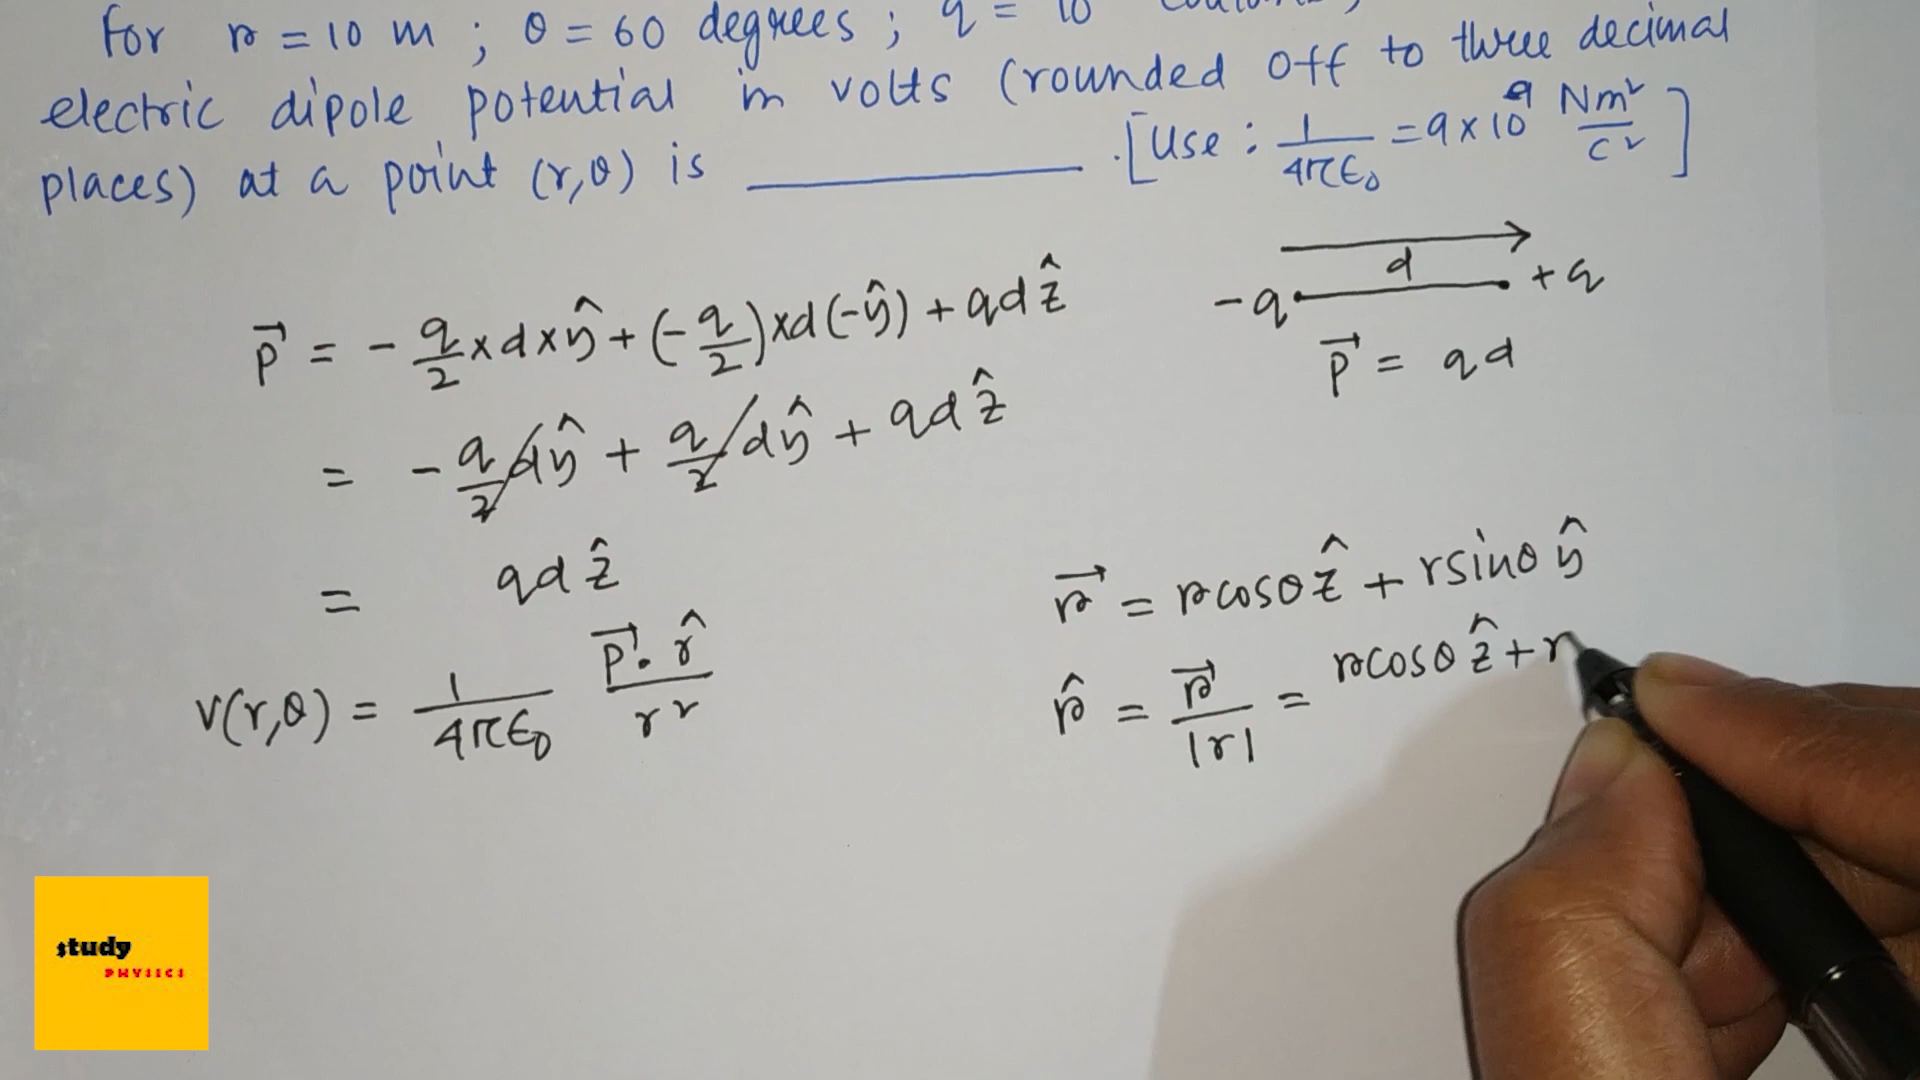 For r = 10 m ; θ = 60 degrees ; q = 10
electric dipole potential in volts (rounded off to three decimal
places) at a point (r,θ) is ________ . [Use : 1/4πϵ₀ = 9×10⁹ Nm²/C²]
p⃗ = - q/2 × d × ŷ + (- q/2) × d (-ŷ) + qd ẑ
-q d +q
p⃗ = qd
= - q/2 dŷ + q/2 dŷ + qd ẑ
= qd ẑ
r⃗ = r cosθ ẑ + r sinθ ŷ
V(r,θ) = 1/4πϵ₀ p⃗ . r̂/r²
r̂ = r⃗/|r| = r cosθ ẑ + r
study
PHYSICS